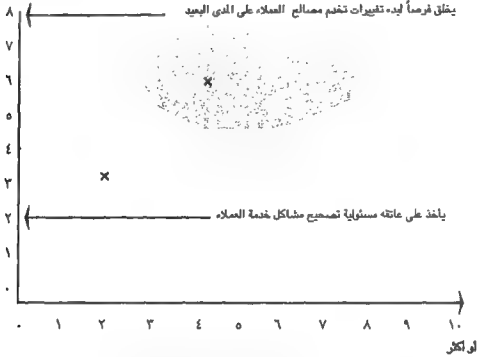 ٨ يخلق فرصاً لبدء تغييرات تخدم مصالح العملاء على المدى البعيد
٧
٦
٥
٤
٣
٢ يأخذ على عاتقه مسئولية تصحيح مشاكل خدمة العملاء
١
٠
٠ ١ ٢ ٣ ٤ ٥ ٦ ٧ ٨ ٩ ١٠
او اكثر